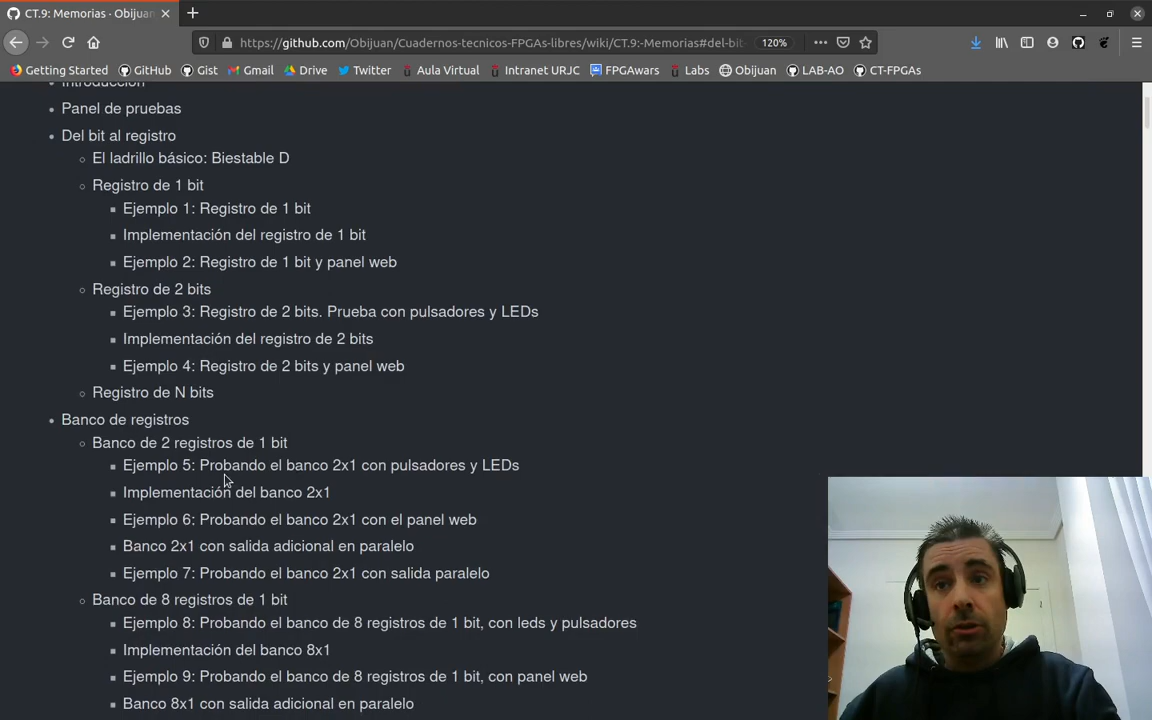 CT.9: Memorias · Obijuan
https://github.com/Obijuan/Cuadernos-tecnicos-FPGAs-libres/wiki/CT.9:-Memorias#del-bit-
120%
Getting Started
GitHub
Gist
Gmail
Drive
Twitter
Aula Virtual
Intranet URJC
FPGAwars
Labs
Obijuan
LAB-AO
CT-FPGAs
Introducción
Panel de pruebas
Del bit al registro
El ladrillo básico: Biestable D
Registro de 1 bit
Ejemplo 1: Registro de 1 bit
Implementación del registro de 1 bit
Ejemplo 2: Registro de 1 bit y panel web
Registro de 2 bits
Ejemplo 3: Registro de 2 bits. Prueba con pulsadores y LEDs
Implementación del registro de 2 bits
Ejemplo 4: Registro de 2 bits y panel web
Registro de N bits
Banco de registros
Banco de 2 registros de 1 bit
Ejemplo 5: Probando el banco 2x1 con pulsadores y LEDs
Implementación del banco 2x1
Ejemplo 6: Probando el banco 2x1 con el panel web
Banco 2x1 con salida adicional en paralelo
Ejemplo 7: Probando el banco 2x1 con salida paralelo
Banco de 8 registros de 1 bit
Ejemplo 8: Probando el banco de 8 registros de 1 bit, con leds y pulsadores
Implementación del banco 8x1
Ejemplo 9: Probando el banco de 8 registros de 1 bit, con panel web
Banco 8x1 con salida adicional en paralelo